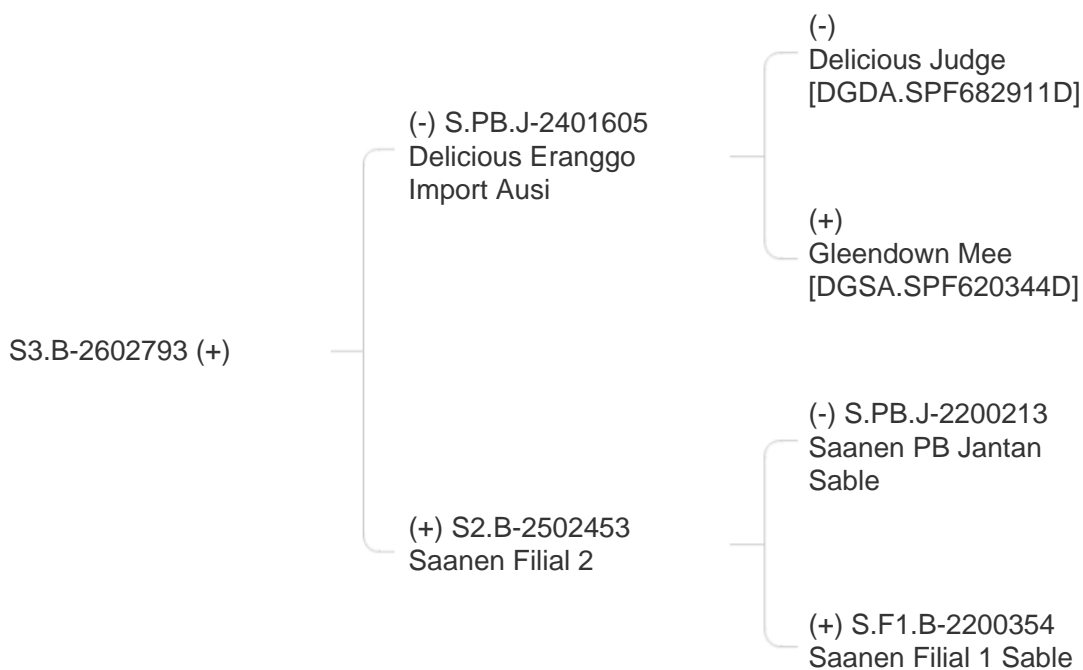 (-)
Delicious Judge
[DGDA.SPF682911D]
(-) S.PB.J-2401605
Delicious Eranggo
Import Ausi
(+)
Gleendown Mee
[DGSA.SPF620344D]
S3.B-2602793 (+)
(-) S.PB.J-2200213
Saanen PB Jantan
Sable
(+) S2.B-2502453
Saanen Filial 2
(+) S.F1.B-2200354
Saanen Filial 1 Sable